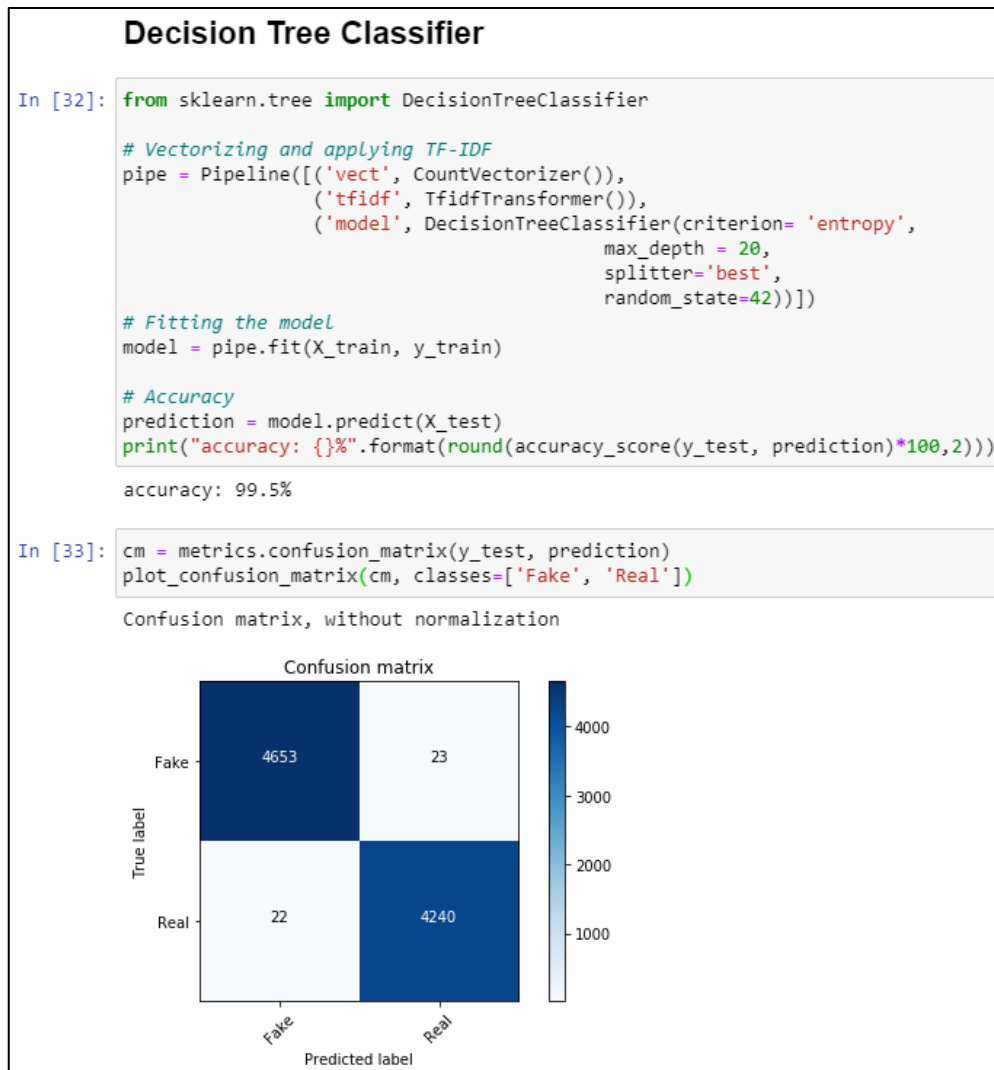 Decision Tree Classifier
In [32]: from sklearn.tree import DecisionTreeClassifier
# Vectorizing and applying TF-IDF
pipe = Pipeline([('vect', CountVectorizer()),
('tfidf', TfidfTransformer()),
('model', DecisionTreeClassifier(criterion= 'entropy',
max_depth = 20,
splitter='best',
random_state=42))])
# Fitting the model
model = pipe.fit(X_train, y_train)
# Accuracy
prediction = model.predict(X_test)
print("accuracy: {}%".format(round(accuracy_score(y_test, prediction)*100,2)))
accuracy: 99.5%
In [33]: cm = metrics.confusion_matrix(y_test, prediction)
plot_confusion_matrix(cm, classes=['Fake', 'Real'])
Confusion matrix, without normalization
Confusion matrix
4000
3000
2000
1000
True label
Fake
4653
23
Real
22
4240
Fake
Real
Predicted label